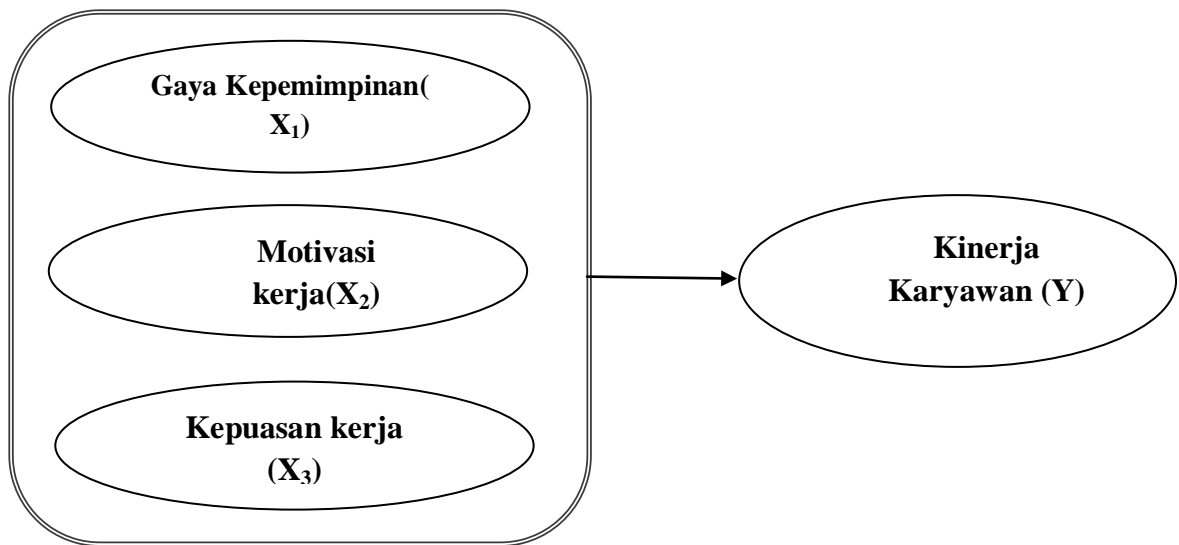 Gaya Kepemimpinan(
X₁)
Motivasi
kerja(X₂)
Kepuasan kerja
(X₃)
Kinerja
Karyawan (Y)